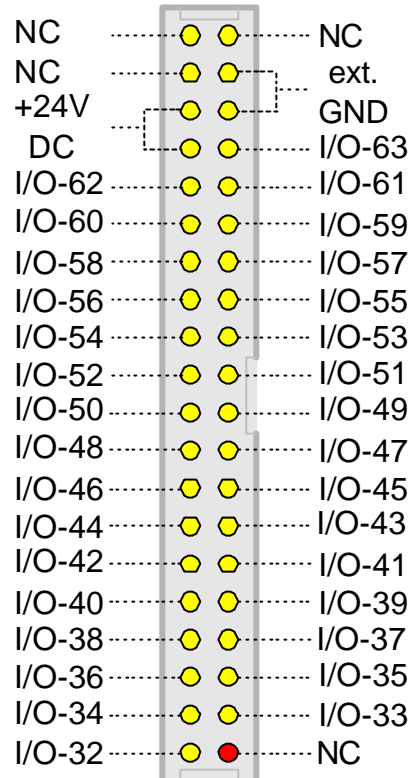 NC NC
NC ext.
+24V GND
DC I/O-63
I/O-62 I/O-61
I/O-60 I/O-59
I/O-58 I/O-57
I/O-56 I/O-55
I/O-54 I/O-53
I/O-52 I/O-51
I/O-50 I/O-49
I/O-48 I/O-47
I/O-46 I/O-45
I/O-44 I/O-43
I/O-42 I/O-41
I/O-40 I/O-39
I/O-38 I/O-37
I/O-36 I/O-35
I/O-34 I/O-33
I/O-32 NC